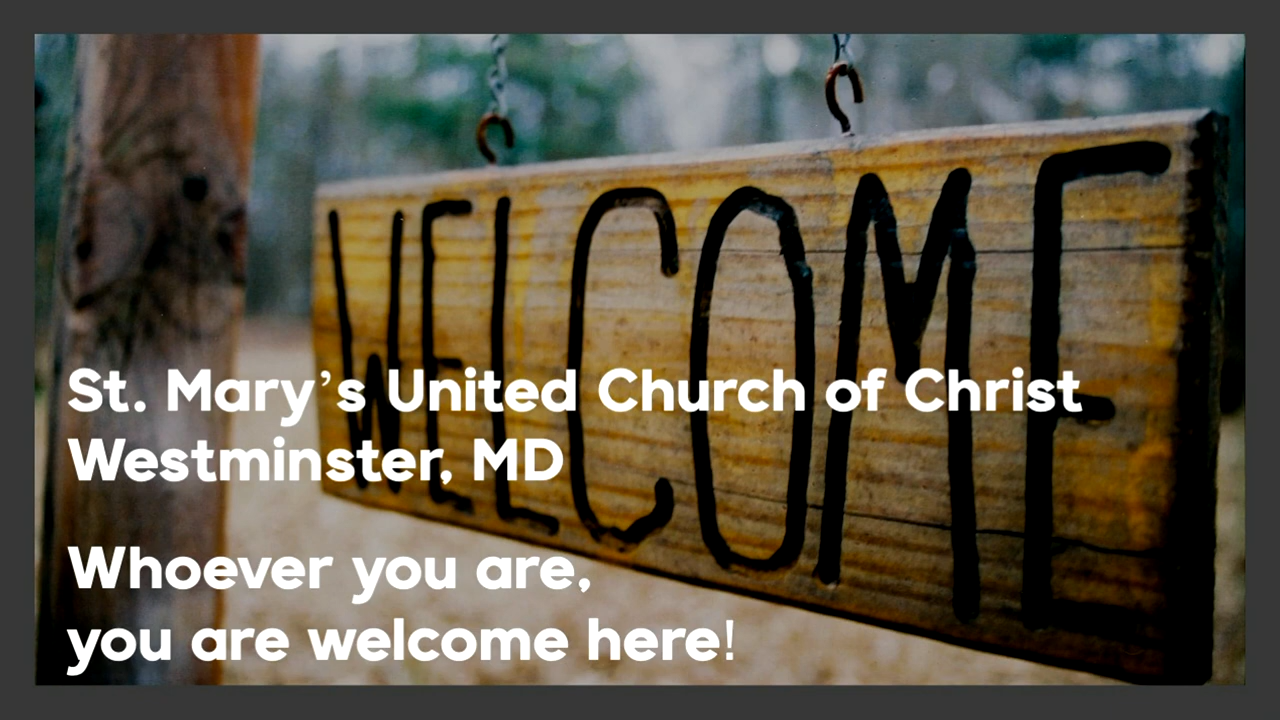 WELCOME
St. Mary's United Church of Christ
Westminster, MD
Whoever you are,
you are welcome here!